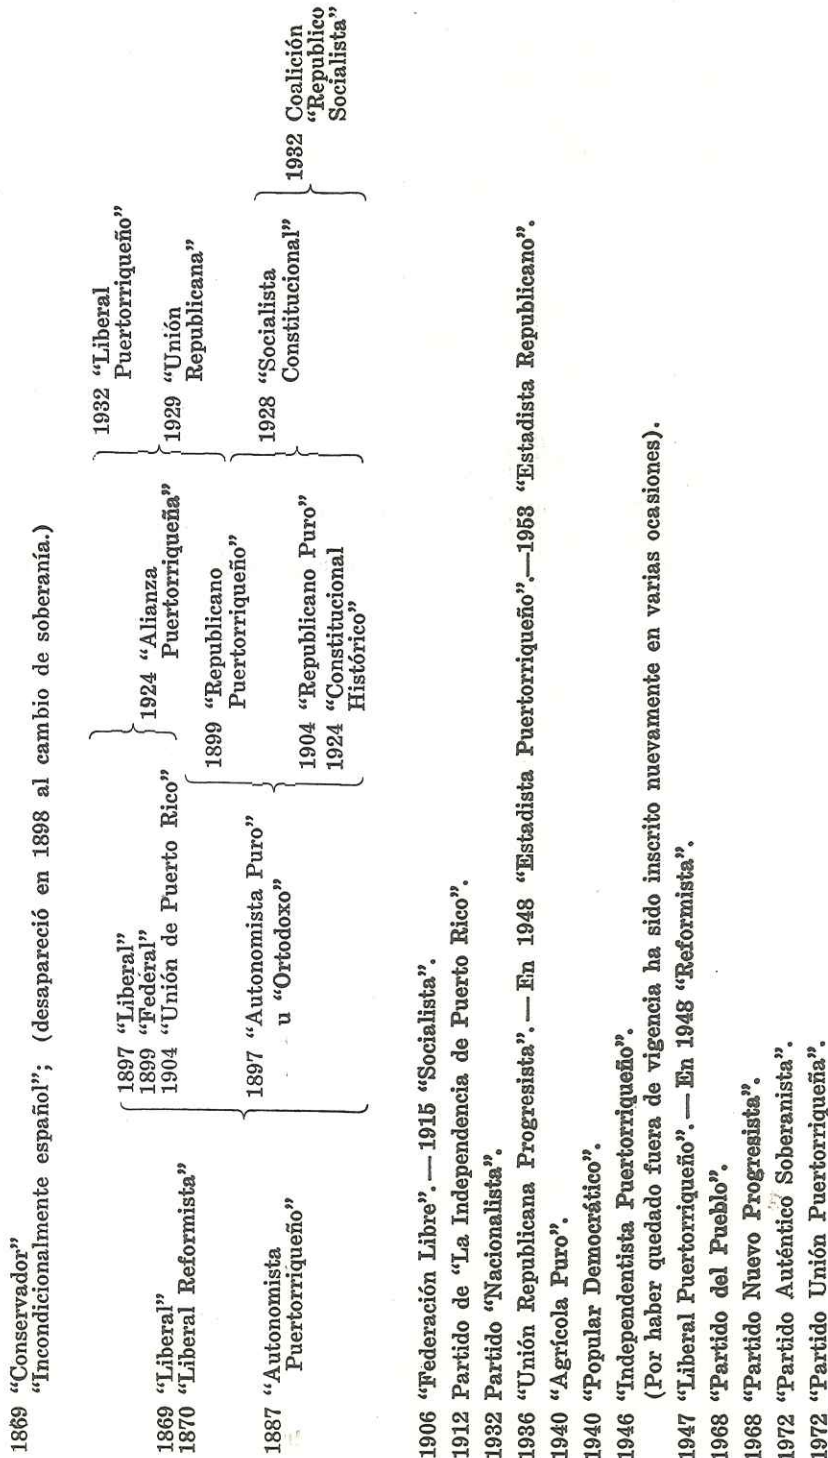 1869 “Conservador”
“Incondicionalmente español”; (desapareció en 1898 al cambio de soberanía.)
1869 “Liberal”
1870 “Liberal Reformista”
1887 “Autonomista
Puertorriqueño”
1897 “Liberal”
1899 “Federal”
1904 “Unión de Puerto Rico”
1897 “Autonomista Puro”
u “Ortodoxo”
1924 “Alianza
Puertorriqueña”
1899 “Republicano
Puertorriqueño”
1904 “Republicano Puro”
1924 “Constitucional
Histórico”
1932 “Liberal
Puertorriqueño”
1929 “Unión
Republicana”
1928 “Socialista
Constitucional”
1932 Coalición
“Republico
Socialista”
1906 “Federación Libre”.—1915 “Socialista”.
1912 Partido de “La Independencia de Puerto Rico”.
1932 Partido “Nacionalista”.
1936 “Unión Republicana Progresista”.—En 1948 “Estadista Puertorriqueño”.—1953 “Estadista Republicano”.
1940 “Agrícola Puro”.
1940 “Popular Democrático”.
1946 “Independentista Puertorriqueño”.
(Por haber quedado fuera de vigencia ha sido inscrito nuevamente en varias ocasiones).
1947 “Liberal Puertorriqueño”.—En 1948 “Reformista”.
1968 “Partido del Pueblo”.
1968 “Partido Nuevo Progresista”.
1972 “Partido Auténtico Soberanista”.
1972 “Partido Unión Puertorriqueña”.